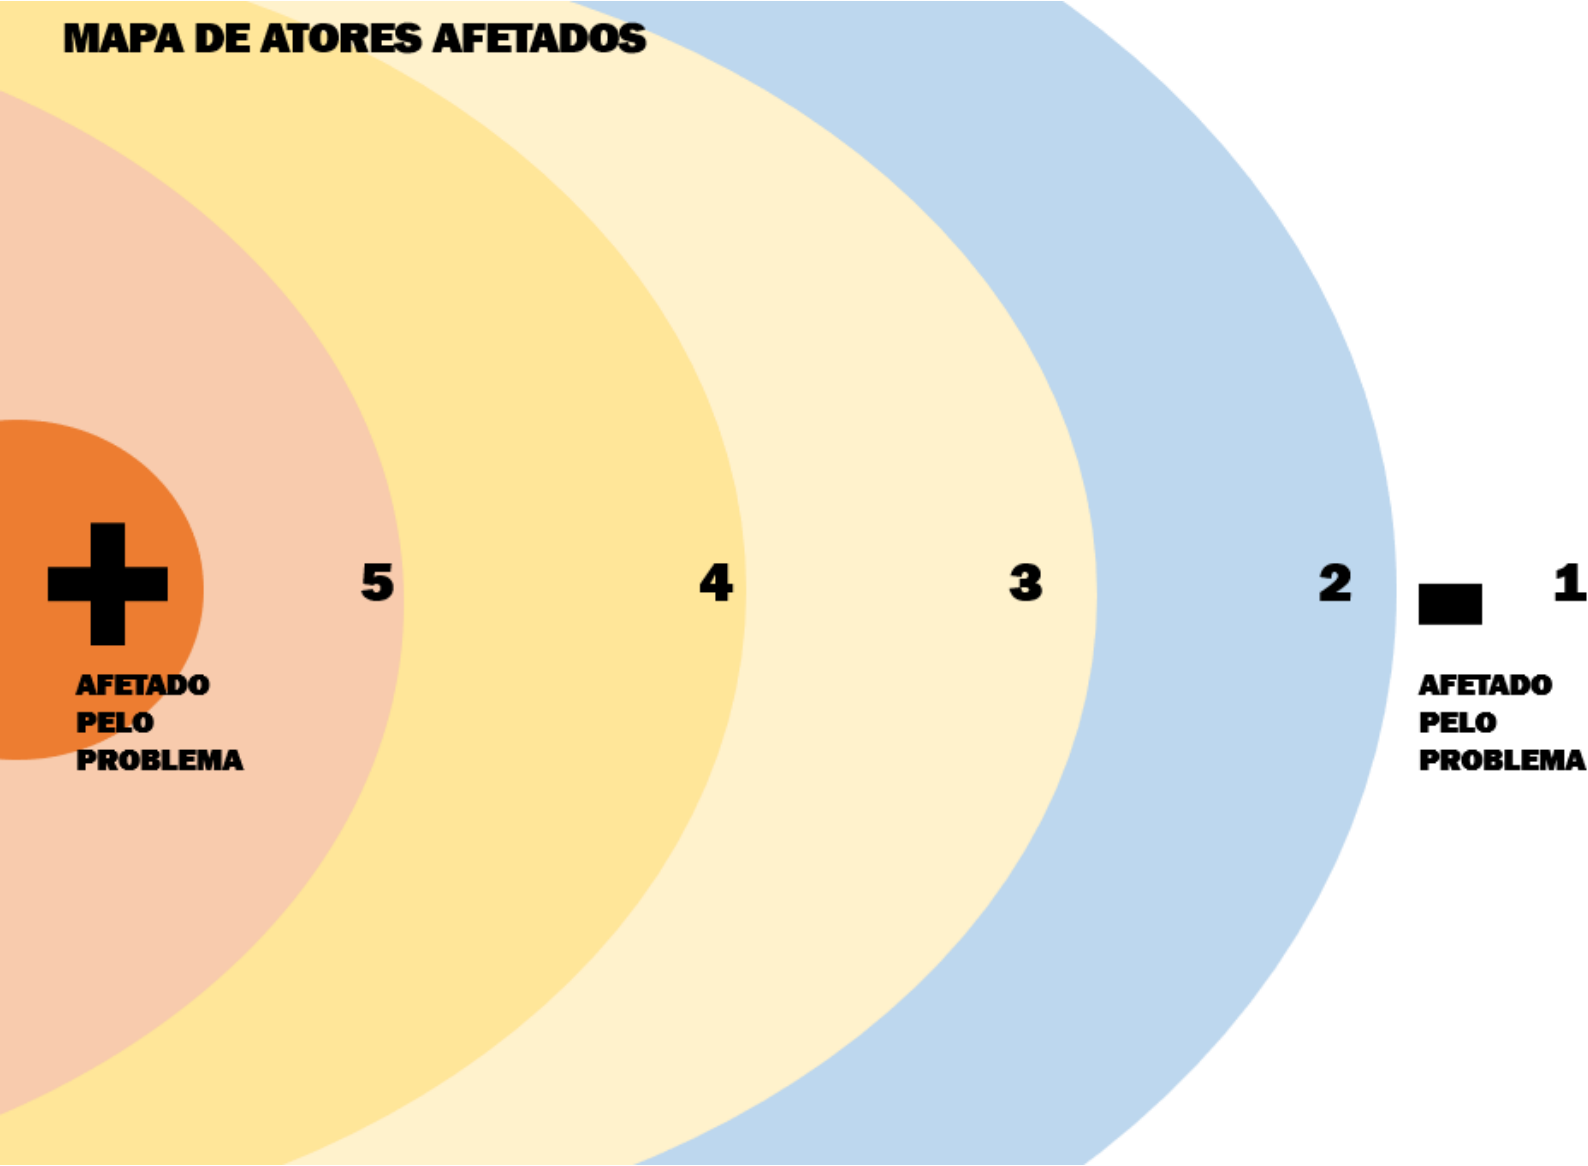 MAPA DE ATORES AFETADOS
+ 5 4 3 2 - 1
AFETADO
PELO
PROBLEMA
AFETADO
PELO
PROBLEMA